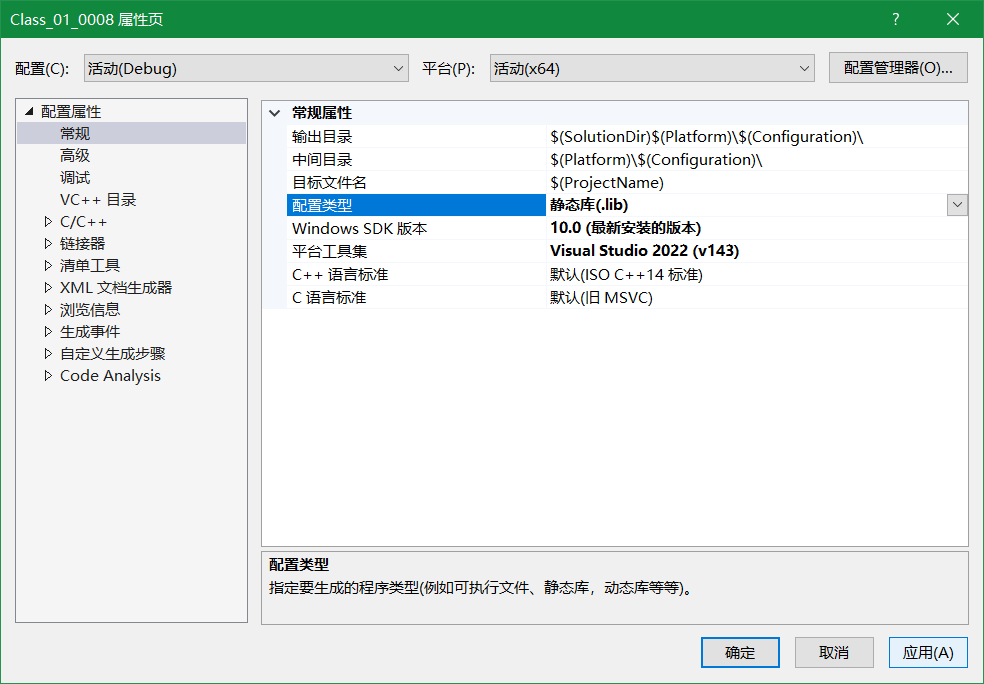 Class_01_0008 属性页
?
配置(C): 活动(Debug) 平台(P): 活动(x64) 配置管理器(O)...
配置属性
常规
高级
调试
VC++ 目录
C/C++
链接器
清单工具
XML 文档生成器
浏览信息
生成事件
自定义生成步骤
Code Analysis
常规属性
输出目录 $(SolutionDir)$(Platform)\$(Configuration)\
中间目录 $(Platform)\$(Configuration)\
目标文件名 $(ProjectName)
配置类型 静态库(.lib)
Windows SDK 版本 10.0 (最新安装的版本)
平台工具集 Visual Studio 2022 (v143)
C++ 语言标准 默认(ISO C++14 标准)
C 语言标准 默认(旧 MSVC)
配置类型
指定要生成的程序类型(例如可执行文件、静态库，动态库等等)。
确定 取消 应用(A)